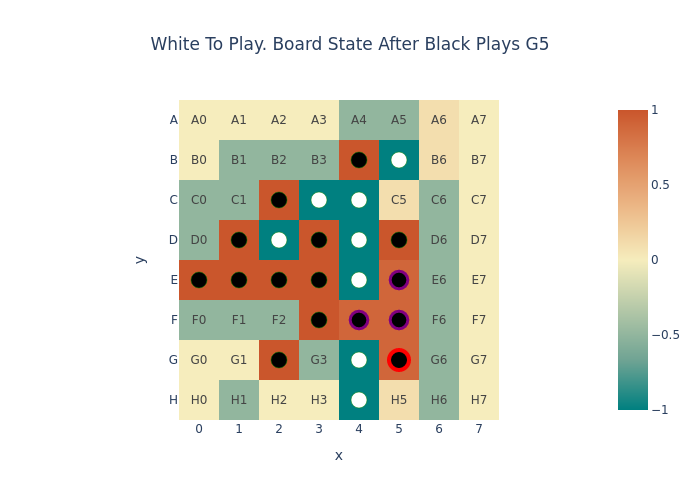 White To Play. Board State After Black Plays G5
A A0 A1 A2 A3 A4 A5 A6 A7 1
B B0 B1 B2 B3 B6 B7
0.5
C C0 C1 C5 C6 C7
D D0 D6 D7
y 0
E E6 E7
F F0 F1 F2 F6 F7
−0.5
G G0 G1 G3 G6 G7
H H0 H1 H2 H3 H5 H6 H7 −1
0 1 2 3 4 5 6 7
x